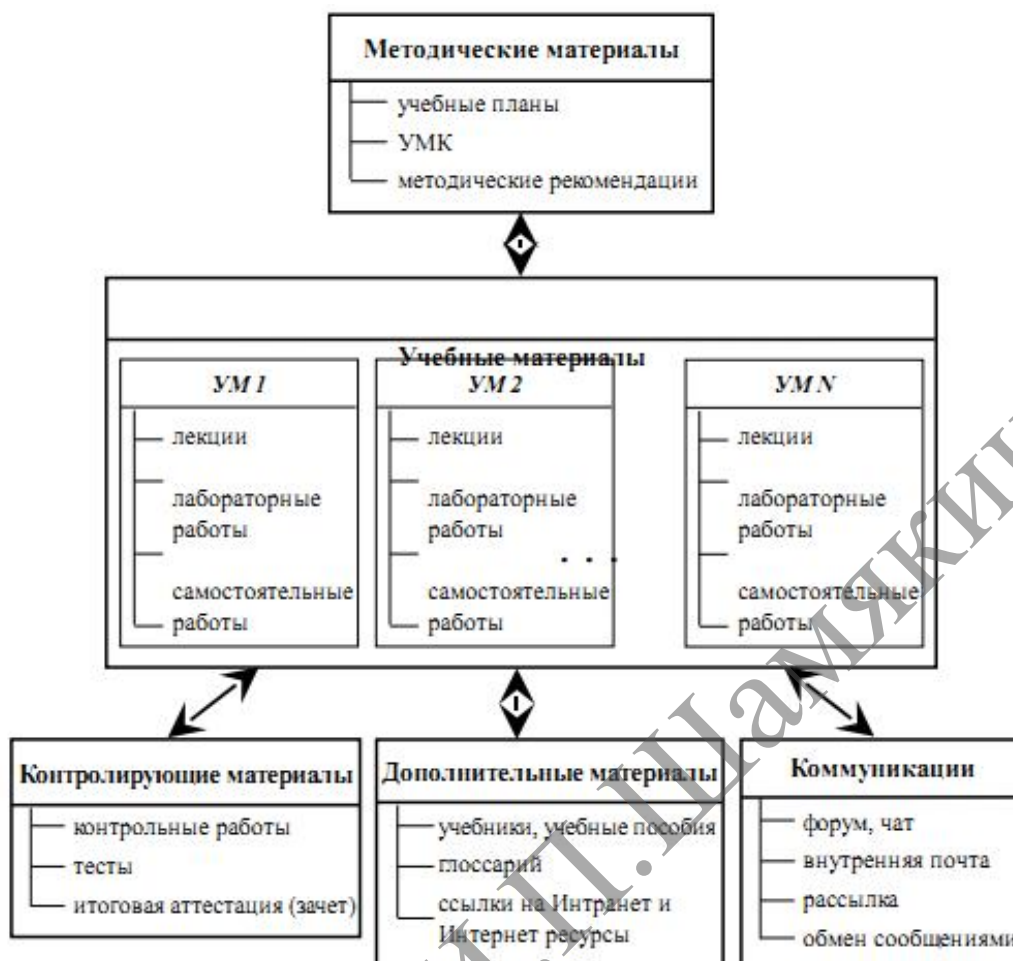 Методические материалы
учебные планы
УМК
методические рекомендации
Учебные материалы
УМ 1
лекции
лабораторные
работы
самостоятельные
работы
УМ 2
лекции
лабораторные
работы
самостоятельные
работы
. . .
УМ N
лекции
лабораторные
работы
самостоятельные
работы
Контролирующие материалы
контрольные работы
тесты
итоговая аттестация (зачет)
Дополнительные материалы
учебники, учебные пособия
глоссарий
ссылки на Интранет и
Интернет ресурсы
Коммуникации
форум, чат
внутренняя почта
рассылка
обмен сообщениями
П.Шамякин